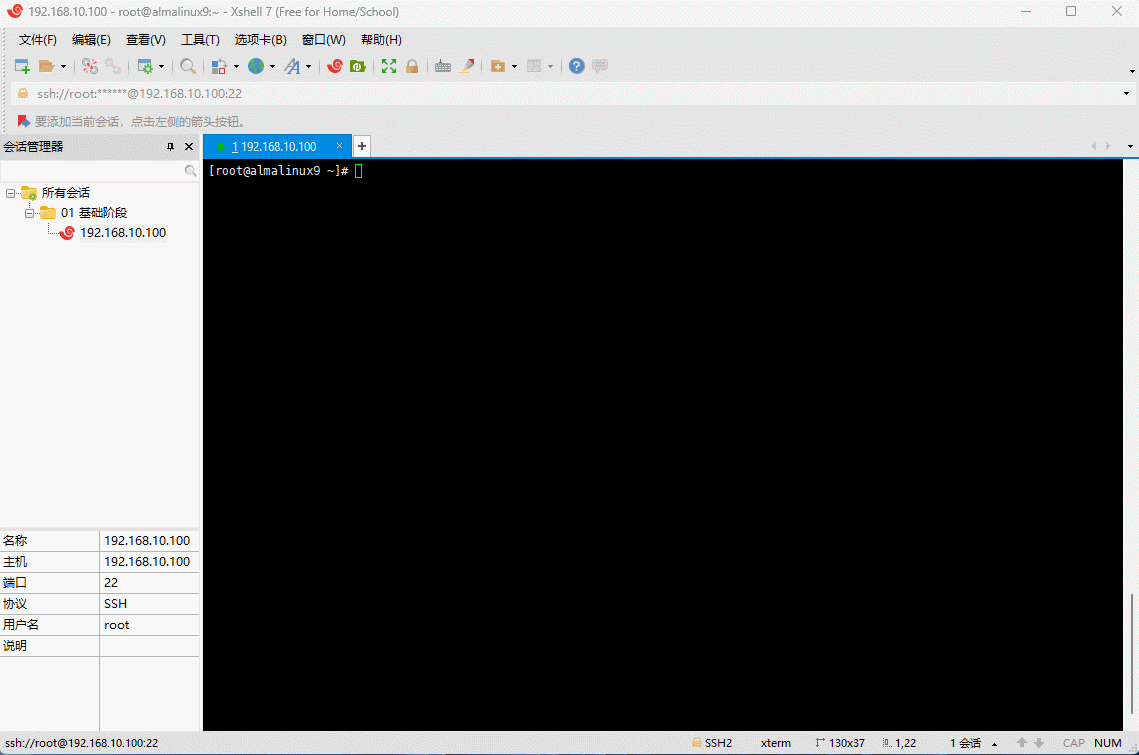 192.168.10.100 - root@almalinux9:~ - Xshell 7 (Free for Home/School)
文件(F) 编辑(E) 查看(V) 工具(T) 选项卡(B) 窗口(W) 帮助(H)
ssh://root:******@192.168.10.100:22
要添加当前会话，点击左侧的箭头按钮。
会话管理器
1 192.168.10.100 × +
[root@almalinux9 ~]#
所有会话
01 基础阶段
192.168.10.100
名称 192.168.10.100
主机 192.168.10.100
端口 22
协议 SSH
用户名 root
说明
ssh://root@192.168.10.100:22 SSH2 xterm 130x37 1,22 1 会话 CAP NUM